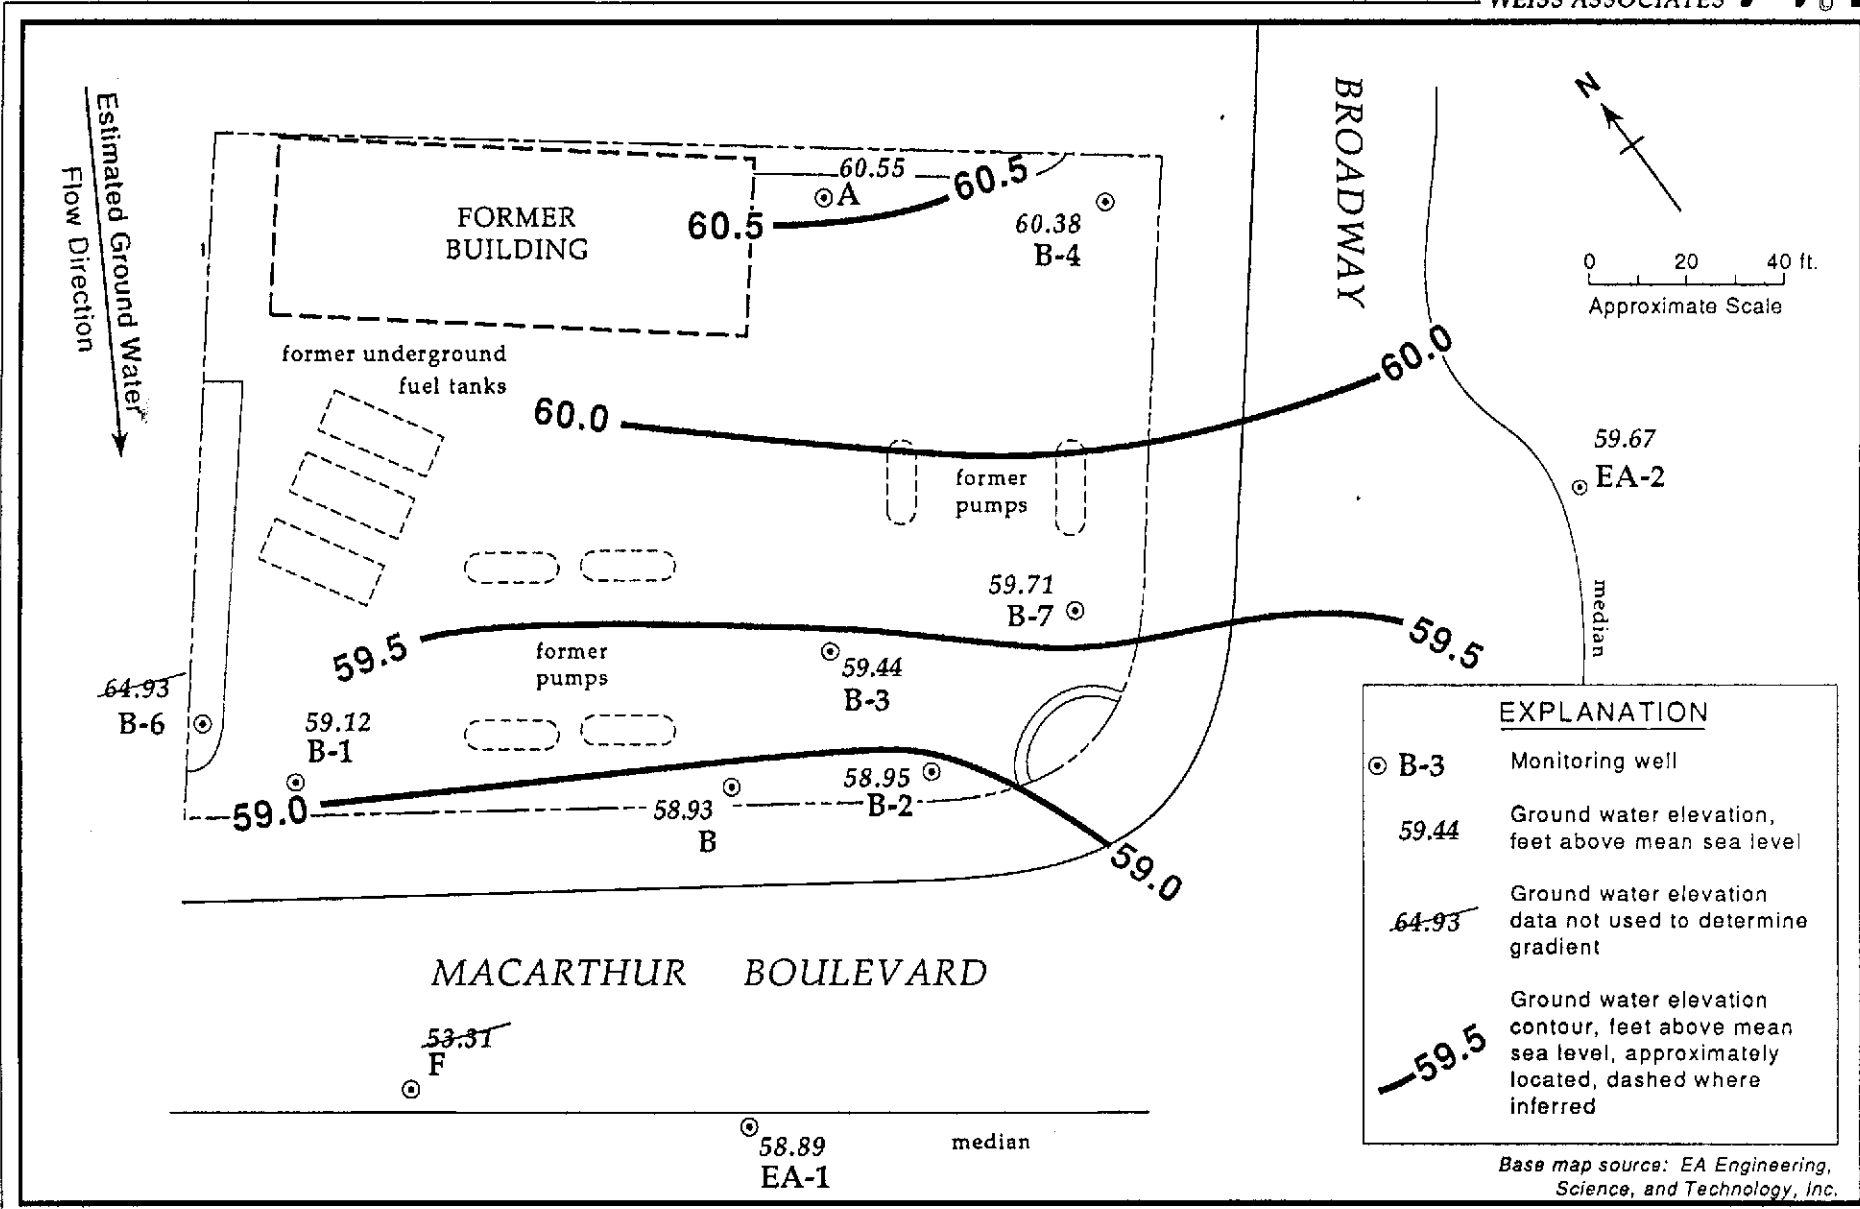 WEISS ASSOCIATES
Estimated Ground Water
Flow Direction
FORMER
BUILDING
60.55
A
60.5
60.5
60.38
B-4
BROADWAY
N
0 20 40 ft.
Approximate Scale
former underground
fuel tanks
60.0
60.0
59.67
EA-2
former
pumps
59.71
B-7
median
59.5
59.5
former
pumps
59.44
B-3
64.93
B-6
59.12
B-1
58.95
B-2
59.0
58.93
B
59.0
MACARTHUR BOULEVARD
53.31
F
58.89
EA-1
median
EXPLANATION
B-3 Monitoring well
59.44 Ground water elevation,
feet above mean sea level
64.93 Ground water elevation
data not used to determine
gradient
59.5 Ground water elevation
contour, feet above mean
sea level, approximately
located, dashed where
inferred
Base map source: EA Engineering,
Science, and Technology, Inc.